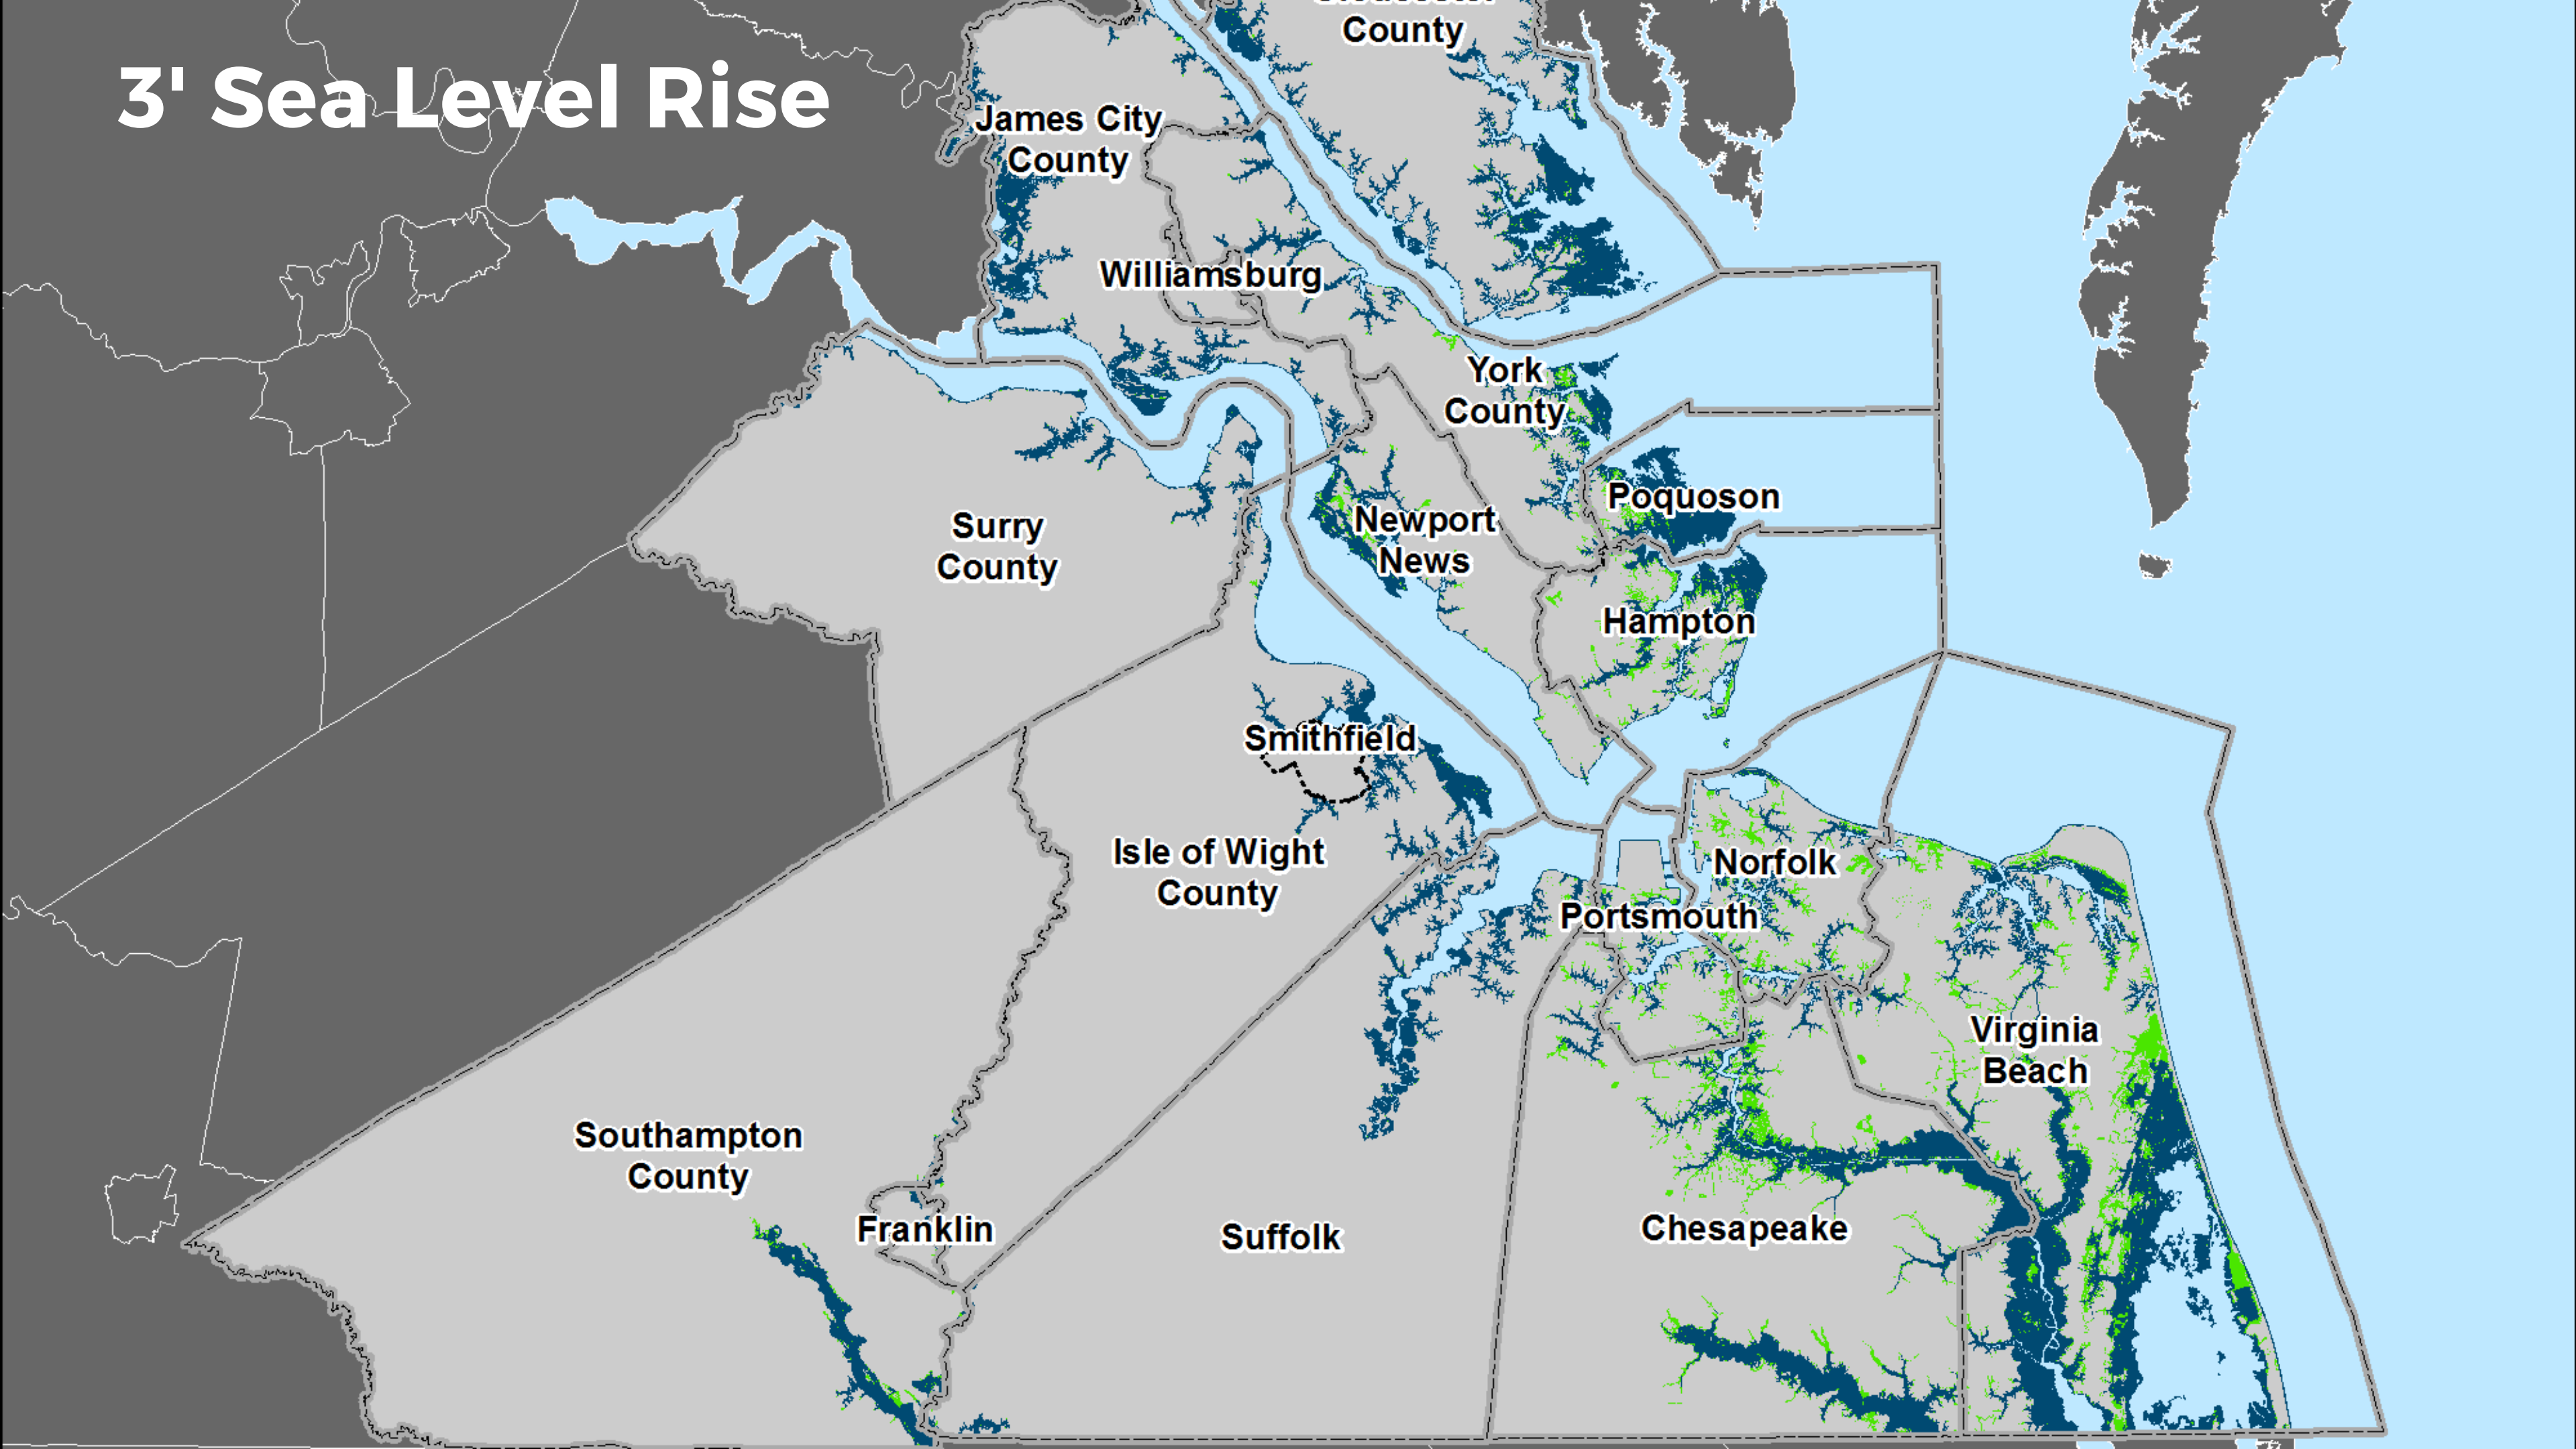 3' Sea Level Rise
County
James City
County
Williamsburg
York
County
Poquoson
Newport
News
Surry
County
Hampton
Smithfield
Isle of Wight
County
Norfolk
Portsmouth
Virginia
Beach
Southampton
County
Franklin
Suffolk
Chesapeake